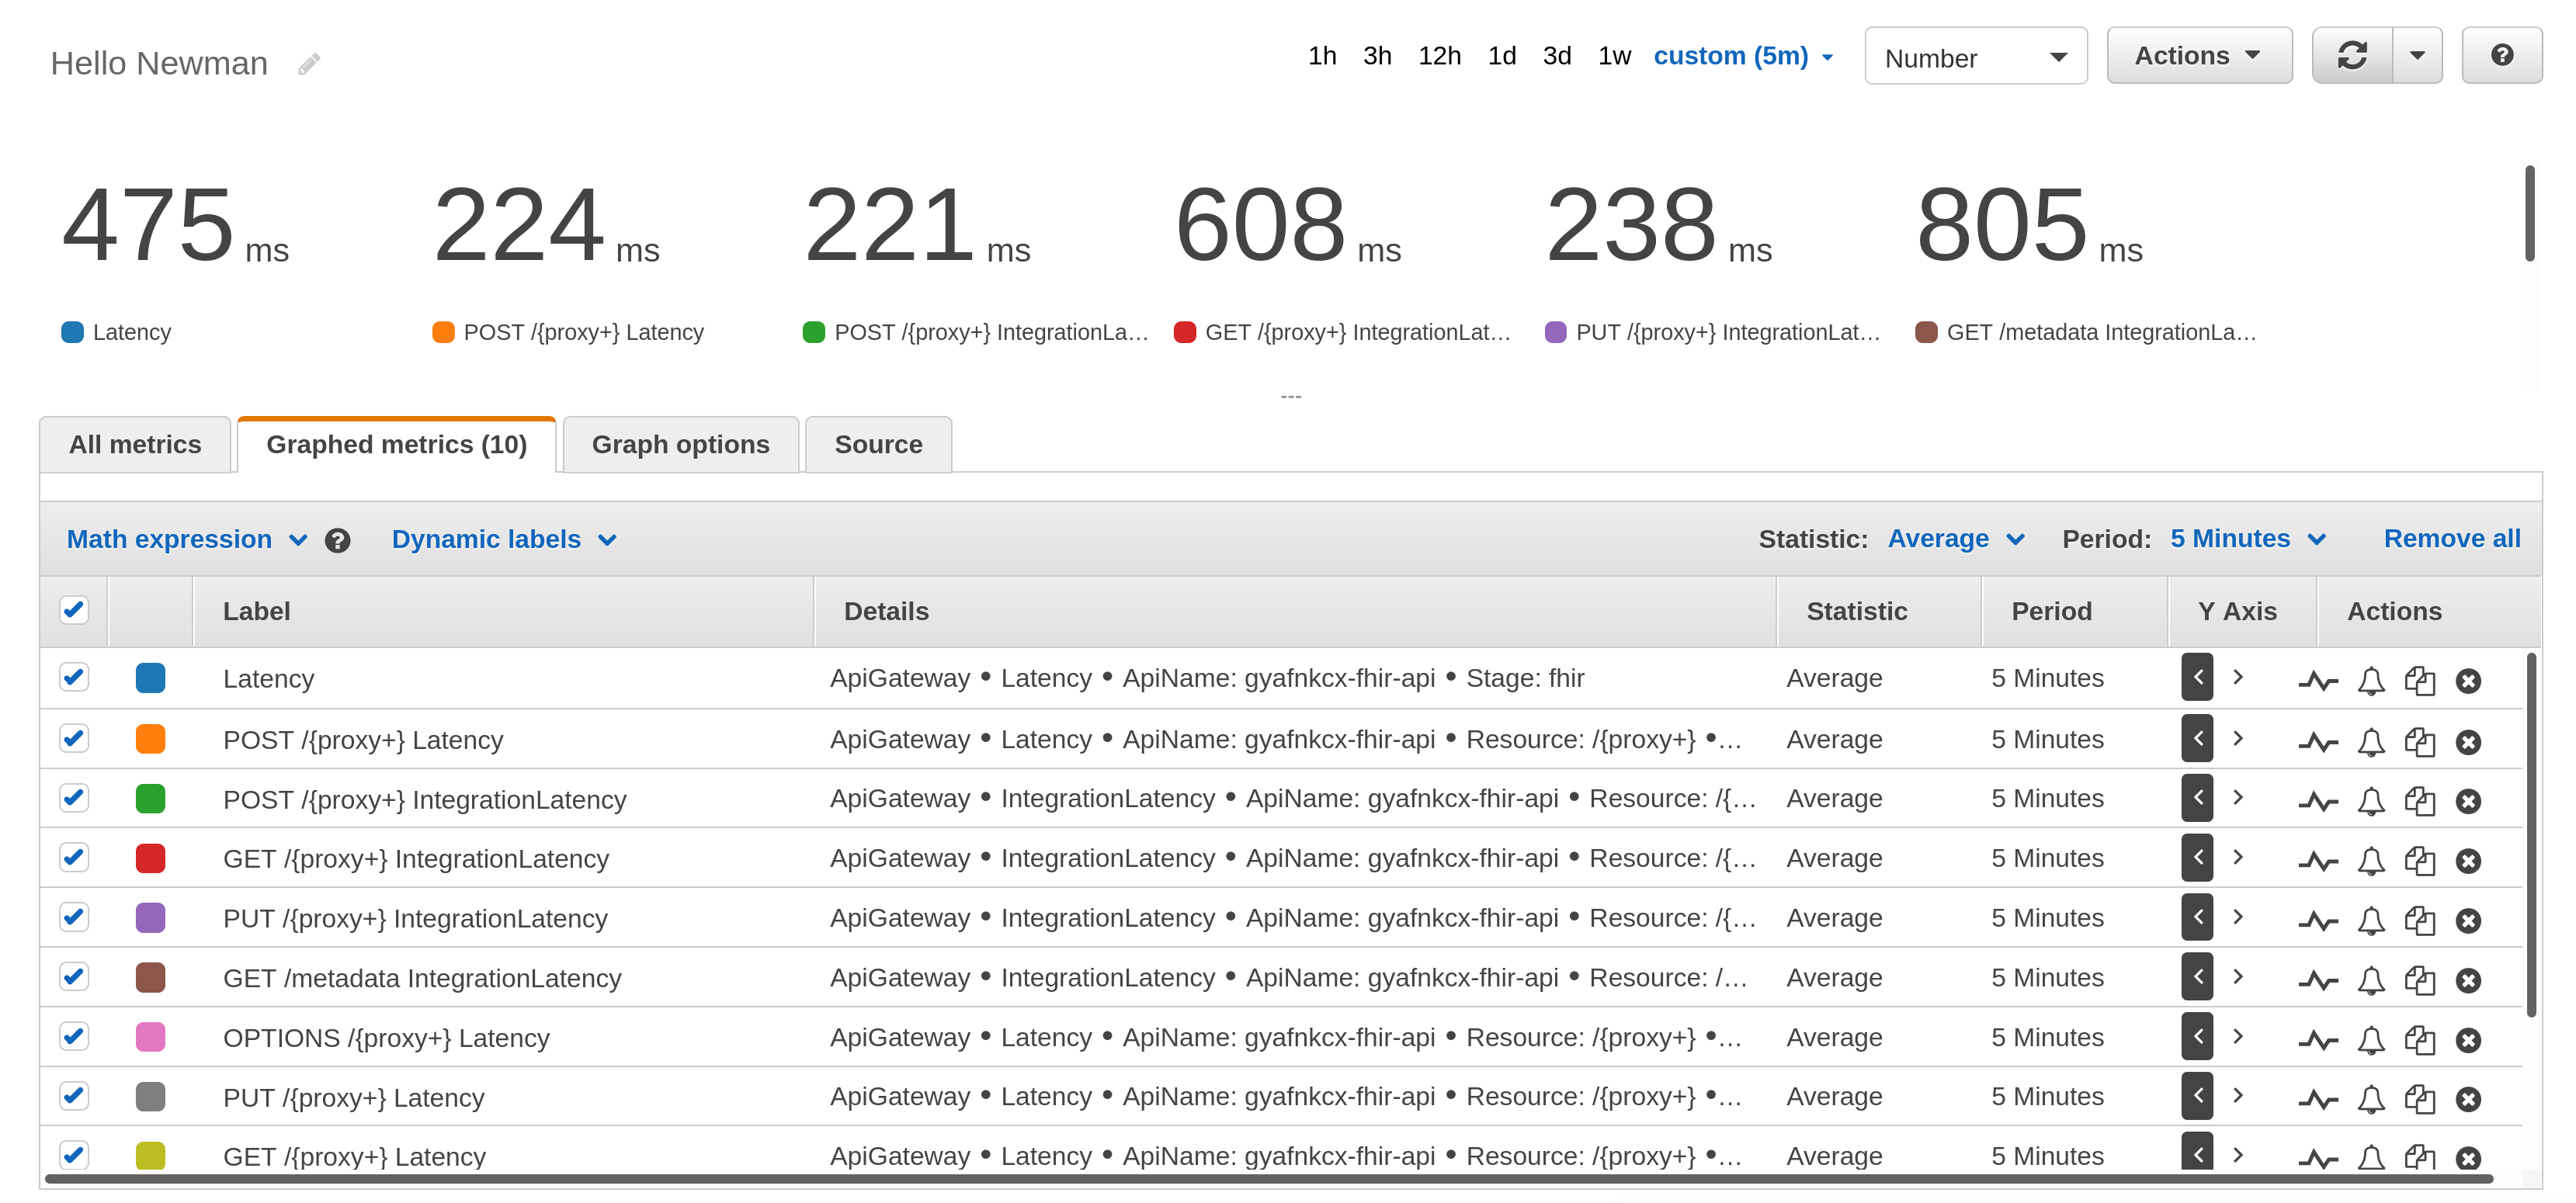 Hello Newman
1h 3h 12h 1d 3d 1w custom (5m) Number Actions
475 ms 224 ms 221 ms 608 ms 238 ms 805 ms
Latency POST /{proxy+} Latency POST /{proxy+} IntegrationLa… GET /{proxy+} IntegrationLat… PUT /{proxy+} IntegrationLat… GET /metadata IntegrationLa…
---
All metrics Graphed metrics (10) Graph options Source
Math expression Dynamic labels Statistic: Average Period: 5 Minutes Remove all
Label Details Statistic Period Y Axis Actions
Latency ApiGateway • Latency • ApiName: gyafnkcx-fhir-api • Stage: fhir Average 5 Minutes
POST /{proxy+} Latency ApiGateway • Latency • ApiName: gyafnkcx-fhir-api • Resource: /{proxy+} •… Average 5 Minutes
POST /{proxy+} IntegrationLatency ApiGateway • IntegrationLatency • ApiName: gyafnkcx-fhir-api • Resource: /{… Average 5 Minutes
GET /{proxy+} IntegrationLatency ApiGateway • IntegrationLatency • ApiName: gyafnkcx-fhir-api • Resource: /{… Average 5 Minutes
PUT /{proxy+} IntegrationLatency ApiGateway • IntegrationLatency • ApiName: gyafnkcx-fhir-api • Resource: /{… Average 5 Minutes
GET /metadata IntegrationLatency ApiGateway • IntegrationLatency • ApiName: gyafnkcx-fhir-api • Resource: /… Average 5 Minutes
OPTIONS /{proxy+} Latency ApiGateway • Latency • ApiName: gyafnkcx-fhir-api • Resource: /{proxy+} •… Average 5 Minutes
PUT /{proxy+} Latency ApiGateway • Latency • ApiName: gyafnkcx-fhir-api • Resource: /{proxy+} •… Average 5 Minutes
GET /{proxy+} Latency ApiGateway • Latency • ApiName: gyafnkcx-fhir-api • Resource: /{proxy+} •… Average 5 Minutes